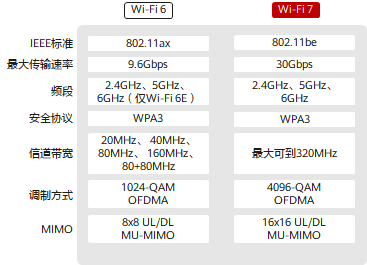 Wi-Fi 6 Wi-Fi 7
IEEE标准 802.11ax 802.11be
最大传输速率 9.6Gbps 30Gbps
频段 2.4GHz、5GHz、 2.4GHz、5GHz、
6GHz（仅Wi-Fi 6E） 6GHz
安全协议 WPA3 WPA3
信道带宽 20MHz、 40MHz、
80MHz、 160MHz、 最大可到320MHz
80+80MHz
调制方式 1024-QAM 4096-QAM
OFDMA OFDMA
MIMO 8x8 UL/DL 16x16 UL/DL
MU-MIMO MU-MIMO